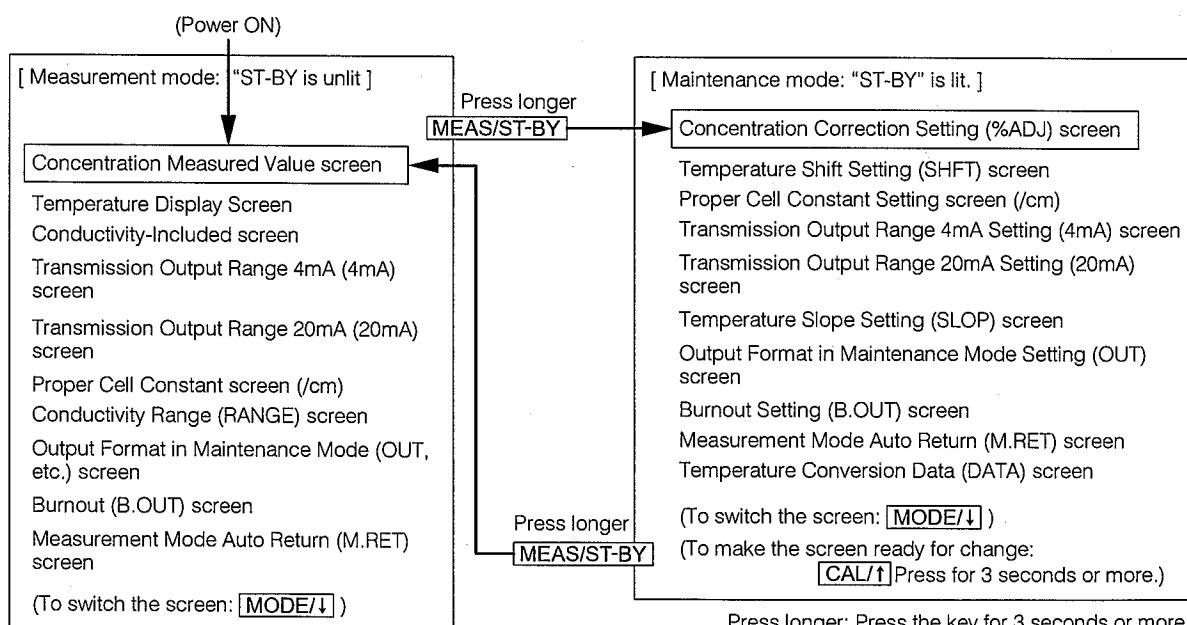 (Power ON)
[ Measurement mode: "ST-BY is unlit ]
Concentration Measured Value screen
Temperature Display Screen
Conductivity-Included screen
Transmission Output Range 4mA (4mA)
screen
Transmission Output Range 20mA (20mA)
screen
Proper Cell Constant screen (/cm)
Conductivity Range (RANGE) screen
Output Format in Maintenance Mode (OUT,
etc.) screen
Burnout (B.OUT) screen
Measurement Mode Auto Return (M.RET)
screen
(To switch the screen: MODE/↓ )
Press longer
MEAS/ST-BY
Press longer
MEAS/ST-BY
[ Maintenance mode: "ST-BY" is lit. ]
Concentration Correction Setting (%ADJ) screen
Temperature Shift Setting (SHFT) screen
Proper Cell Constant Setting screen (/cm)
Transmission Output Range 4mA Setting (4mA) screen
Transmission Output Range 20mA Setting (20mA)
screen
Temperature Slope Setting (SLOP) screen
Output Format in Maintenance Mode Setting (OUT)
screen
Burnout Setting (B.OUT) screen
Measurement Mode Auto Return (M.RET) screen
Temperature Conversion Data (DATA) screen
(To switch the screen: MODE/↓ )
(To make the screen ready for change:
CAL/↑ Press for 3 seconds or more.)
Press longer: Press the key for 3 seconds or more